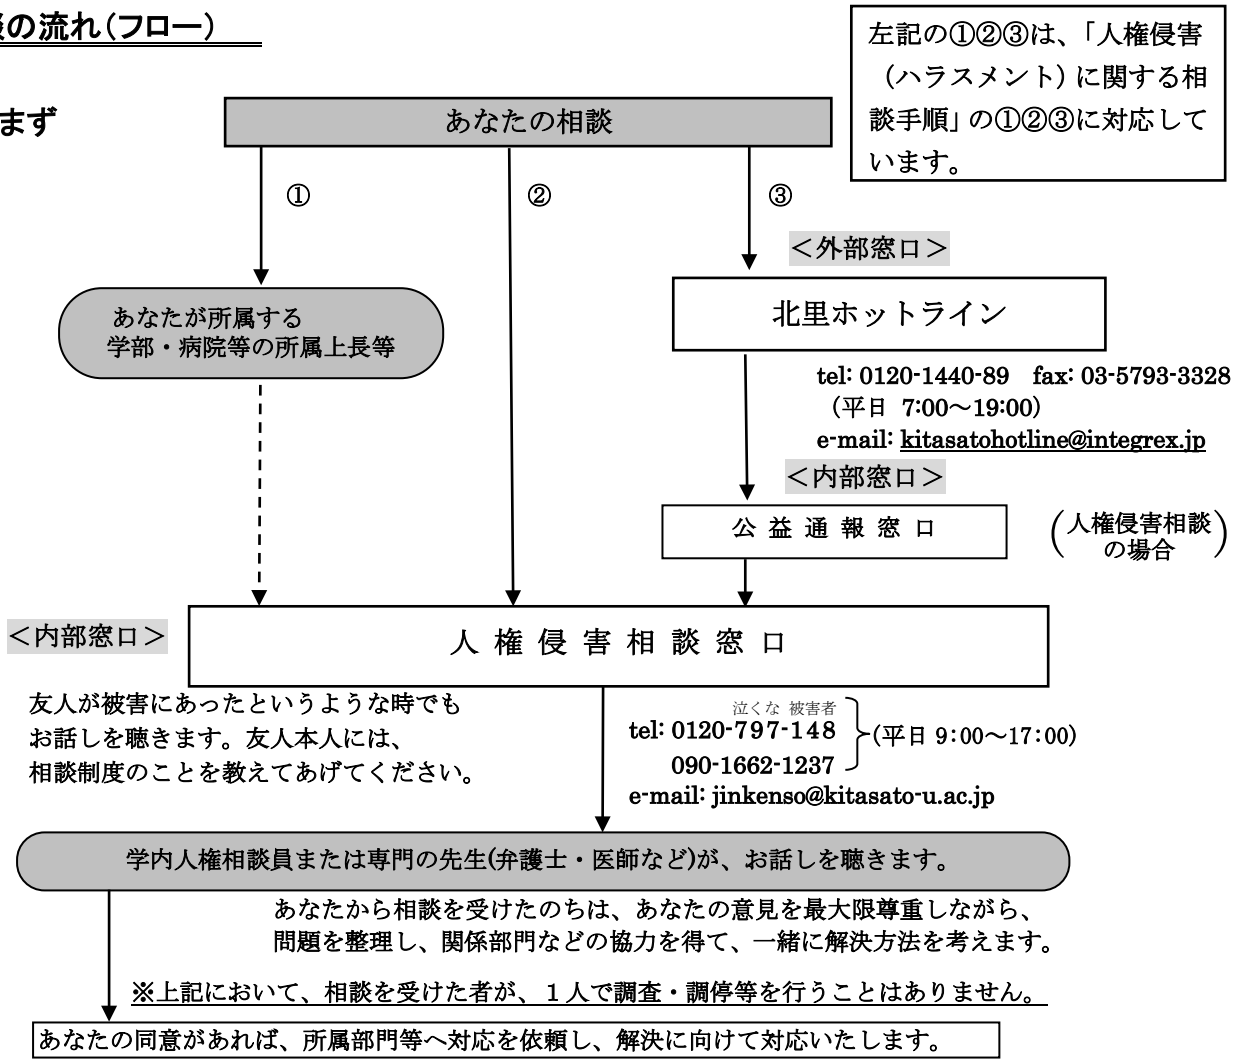 の流れ（フロー）
左記の①②③は、「人権侵害
（ハラスメント）に関する相
談手順」の①②③に対応して
います。
まず
あなたの相談
① ② ③
＜外部窓口＞
北里ホットライン
あなたが所属する
学部・病院等の所属上長等
tel: 0120-1440-89 fax: 03-5793-3328
（平日 7:00～19:00）
e-mail: kitasatohotline@integrex.jp
＜内部窓口＞
公益通報窓口
（人権侵害相談
の場合）
＜内部窓口＞
人権侵害相談窓口
友人が被害にあったというような時でも
お話しを聴きます。友人本人には、
相談制度のことを教えてあげてください。
泣くな 被害者
tel: 0120-797-148
090-1662-1237
(平日 9:00～17:00)
e-mail: jinkenso@kitasato-u.ac.jp
学内人権相談員または専門の先生(弁護士・医師など)が、お話しを聴きます。
あなたから相談を受けたのちは、あなたの意見を最大限尊重しながら、
問題を整理し、関係部門などの協力を得て、一緒に解決方法を考えます。
※上記において、相談を受けた者が、１人で調査・調停等を行うことはありません。
あなたの同意があれば、所属部門等へ対応を依頼し、解決に向けて対応いたします。